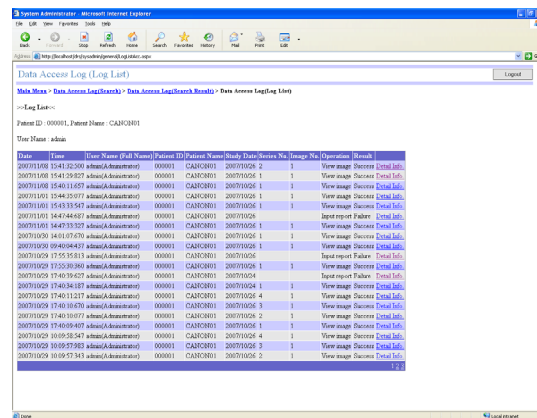 System Administrator - Microsoft Internet Explorer
File Edit View Favorites Tools Help
Back Forward Stop Refresh Home Search Favorites History Mail Print Edit
Address
Data Access Log (Log List)
Logout
Main Menu > Data Access Log(Search) > Data Access Log(Search Result) > Data Access Log(Log List)
>>Log List<<
Patient ID : 000001, Patient Name : CANON01
User Name : admin
Date Time User Name (Full Name) Patient ID Patient Name Study Date Series No. Image No. Operation Result
2007/11/08 15:41:32:500 admin(Administrator) 000001 CANON01 2007/10/26 2 1 View image Success Detail Info.
2007/11/08 15:41:29:827 admin(Administrator) 000001 CANON01 2007/10/26 1 1 View image Success Detail Info.
2007/11/08 15:40:11:657 admin(Administrator) 000001 CANON01 2007/10/26 2 1 View image Success Detail Info.
2007/11/01 15:44:35:077 admin(Administrator) 000001 CANON01 2007/10/26 2 1 View image Success Detail Info.
2007/11/01 15:43:33:547 admin(Administrator) 000001 CANON01 2007/10/26 1 1 View image Success Detail Info.
2007/11/01 14:47:44:687 admin(Administrator) 000001 CANON01 2007/10/26 Input report Failure Detail Info.
2007/11/01 14:47:33:327 admin(Administrator) 000001 CANON01 2007/10/26 1 1 View image Success Detail Info.
2007/10/30 14:01:07:670 admin(Administrator) 000001 CANON01 2007/10/26 2 1 View image Success Detail Info.
2007/10/30 09:40:04:437 admin(Administrator) 000001 CANON01 2007/10/26 1 1 View image Success Detail Info.
2007/10/29 17:55:35:813 admin(Administrator) 000001 CANON01 2007/10/26 Input report Failure Detail Info.
2007/10/29 17:55:30:360 admin(Administrator) 000001 CANON01 2007/10/26 1 1 View image Success Detail Info.
2007/10/29 17:40:39:627 admin(Administrator) 000001 CANON01 2007/10/24 Input report Failure Detail Info.
2007/10/29 17:40:34:187 admin(Administrator) 000001 CANON01 2007/10/24 1 1 View image Success Detail Info.
2007/10/29 17:40:11:217 admin(Administrator) 000001 CANON01 2007/10/26 4 1 View image Success Detail Info.
2007/10/29 17:40:10:670 admin(Administrator) 000001 CANON01 2007/10/26 3 1 View image Success Detail Info.
2007/10/29 17:40:10:077 admin(Administrator) 000001 CANON01 2007/10/26 2 1 View image Success Detail Info.
2007/10/29 17:40:09:407 admin(Administrator) 000001 CANON01 2007/10/26 1 1 View image Success Detail Info.
2007/10/29 10:09:58:547 admin(Administrator) 000001 CANON01 2007/10/26 4 1 View image Success Detail Info.
2007/10/29 10:09:57:983 admin(Administrator) 000001 CANON01 2007/10/26 3 1 View image Success Detail Info.
2007/10/29 10:09:57:343 admin(Administrator) 000001 CANON01 2007/10/26 2 1 View image Success Detail Info.
1 2
Done Local intranet